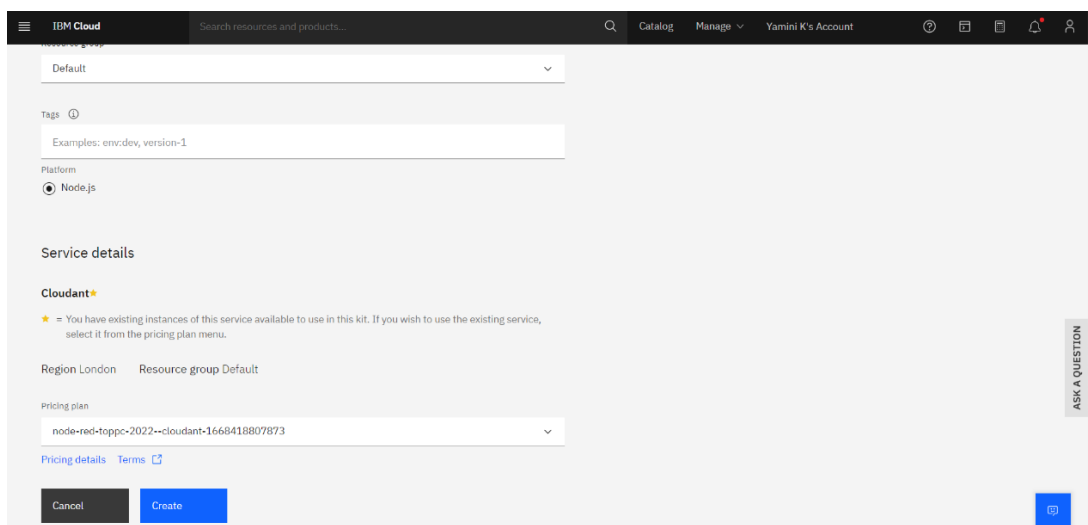 IBM Cloud
Search resources and products...
Catalog
Manage
Yamini K's Account
Resource group
Default
Tags
Examples: env:dev, version-1
Platform
Node.js
Service details
Cloudant★
★ = You have existing instances of this service available to use in this kit. If you wish to use the existing service,
select it from the pricing plan menu.
Region London Resource group Default
Pricing plan
node-red-toppc-2022--cloudant-1668418807873
Pricing details Terms
Cancel
Create
ASK A QUESTION